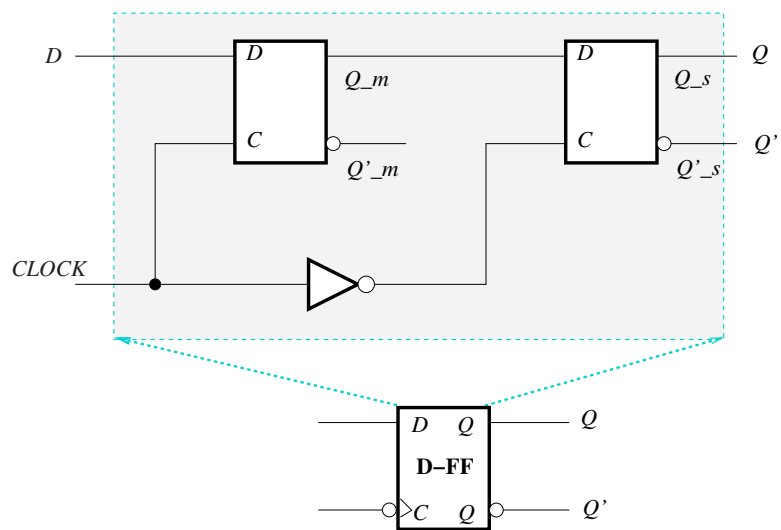 D D Q_m D Q_s Q
C Q'_m C Q'_s Q'
CLOCK
D Q Q
D–FF
C Q Q'